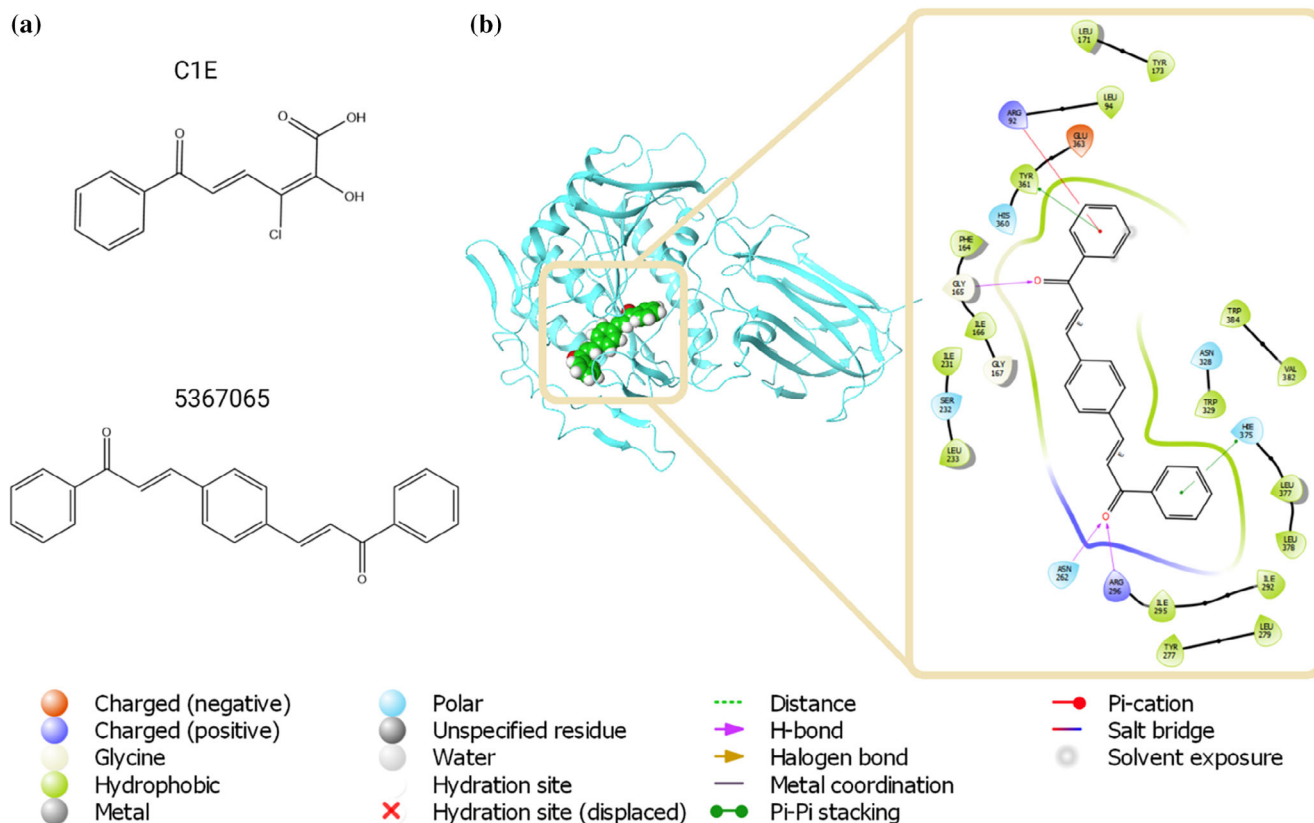 (a)
C1E
O
O
OH
OH
Cl
5367065
O
O
(b)
LEU
171
TYR
173
ARG
92
LEU
94
GLU
363
TYR
361
HIS
360
PHE
164
GLY
165
O
ILE
166
GLY
167
ILE
231
SER
232
LEU
233
E
TRP
384
ASN
328
VAL
382
TRP
329
HIE
375
E
LEU
377
LEU
378
O
ASN
262
ARG
296
ILE
295
ILE
292
TYR
277
LEU
279
Charged (negative)
Charged (positive)
Glycine
Hydrophobic
Metal
Polar
Unspecified residue
Water
Hydration site
Hydration site (displaced)
Distance
H-bond
Halogen bond
Metal coordination
Pi-Pi stacking
Pi-cation
Salt bridge
Solvent exposure